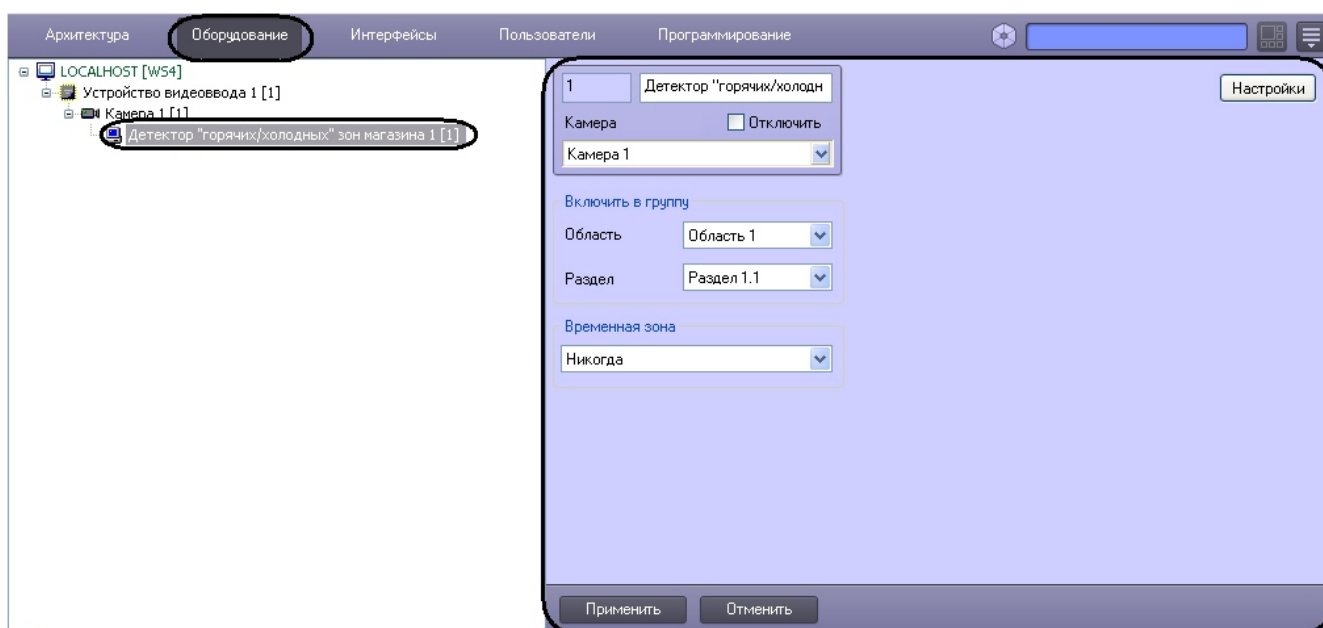 Архитектура Оборудование Интерфейсы Пользователи Программирование
LOCALHOST [WS4]
Устройство видеоввода 1 [1]
Камера 1 [1]
Детектор "горячих/холодных" зон магазина 1 [1]
1 Детектор "горячих/холодн
Настройки
Камера Отключить
Камера 1
Включить в группу
Область Область 1
Раздел Раздел 1.1
Временная зона
Никогда
Применить Отменить